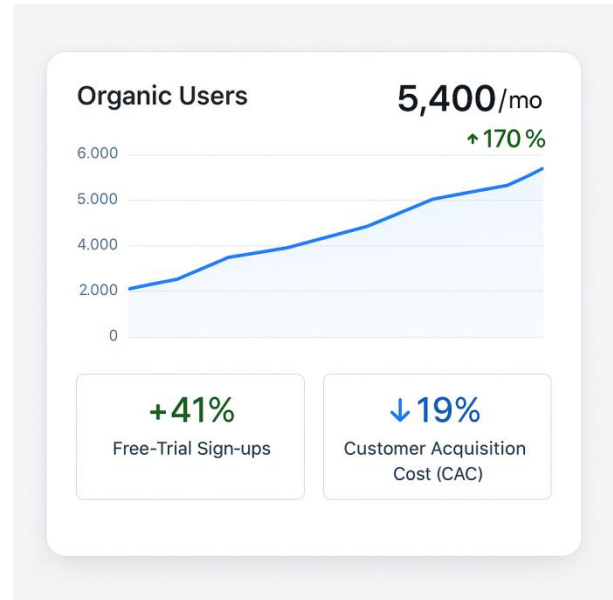 Organic Users
5,400/mo
↑170%
6.000
5.000
4.000
2.000
0
+41%
Free-Trial Sign-ups
↓19%
Customer Acquisition
Cost (CAC)